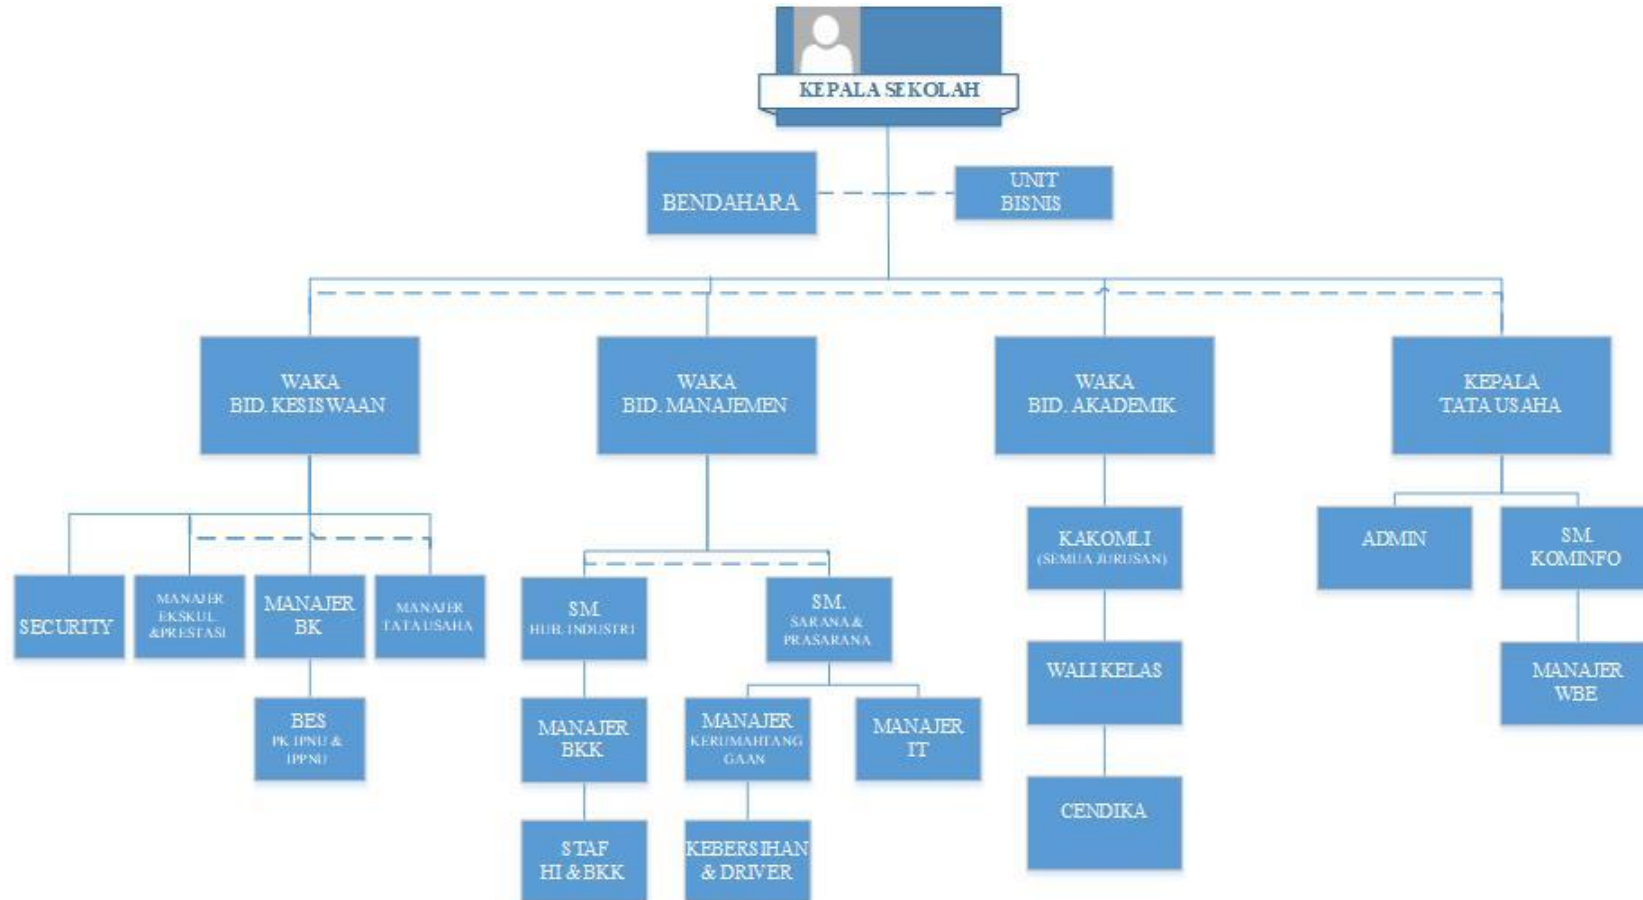 KEPALA SEKOLAH
BENDAHARA
UNIT
BISNIS
WAKA
BID. KESISWAAN
WAKA
BID. MANAJEMEN
WAKA
BID. AKADEMIK
KEPALA
TATA USAHA
SECURITY
MANAJER
EKSKUL
&PRESTASI
MANAJER
BK
MANAJER
TATA USAHA
BES
PK IPNU &
IPPNU
SM.
HUB. INDUSTRI
SM.
SARANA &
PRASARANA
MANAJER
BKK
MANAJER
KERUMAHTANG
GAAN
MANAJER
IT
STAF
HI & BKK
KEBERSIHAN
& DRIVER
KAKOMLI
(SEMUA JURUSAN)
WALI KELAS
CENDIKA
ADMIN
SM.
KOMINFO
MANAJER
WBE